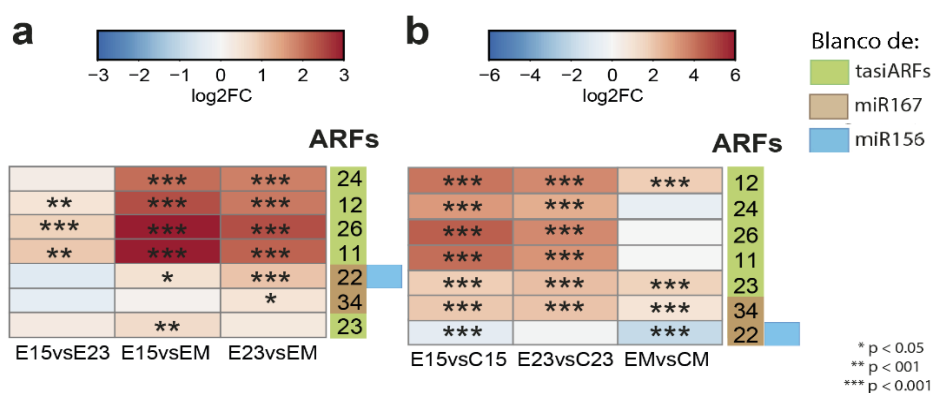 a
−3 −2 −1 0 1 2 3
log2FC
b
−6 −4 −2 0 2 4 6
log2FC
Blanco de:
tasiARFs
miR167
miR156
ARFs
*** *** 24
** *** *** 12
*** *** *** 26
** *** *** 11
* *** 22
* 34
** 23
E15vsE23 E15vsEM E23vsEM
ARFs
*** *** *** 12
*** *** 24
*** *** 26
*** *** 11
*** *** *** 23
*** *** *** 34
*** *** 22
E15vsC15 E23vsC23 EMvsCM
* p < 0.05
** p < 001
*** p < 0.001